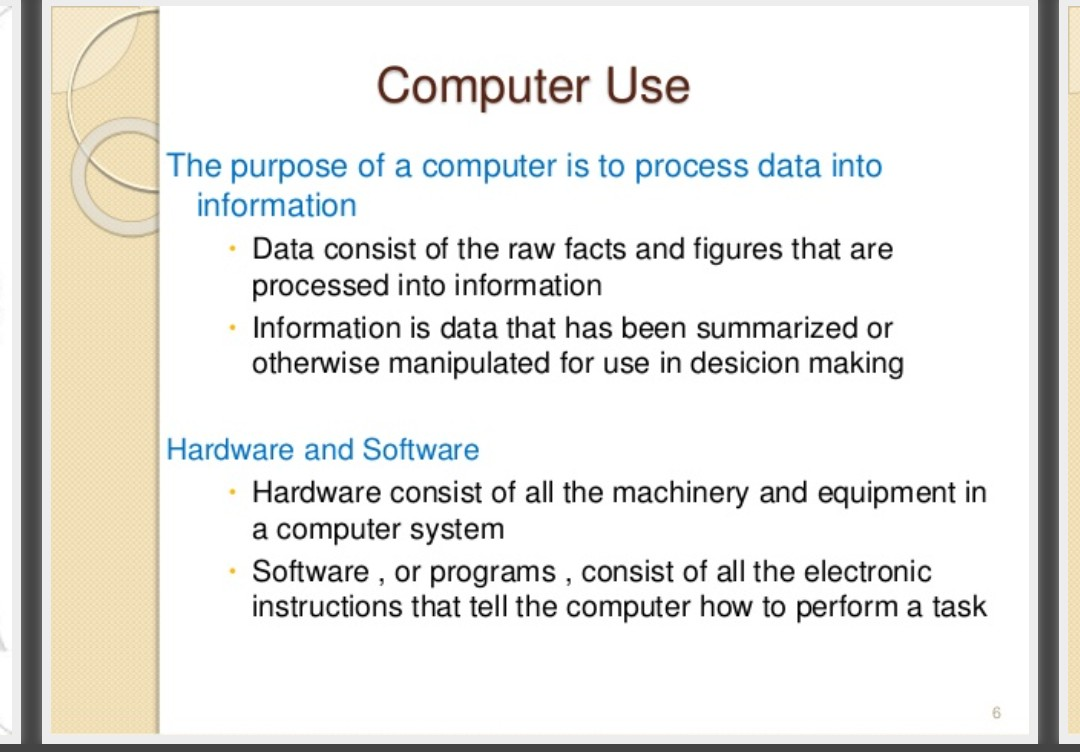 Computer Use
The purpose of a computer is to process data into
information
• Data consist of the raw facts and figures that are
processed into information
• Information is data that has been summarized or
otherwise manipulated for use in desicion making
Hardware and Software
• Hardware consist of all the machinery and equipment in
a computer system
• Software , or programs , consist of all the electronic
instructions that tell the computer how to perform a task
6